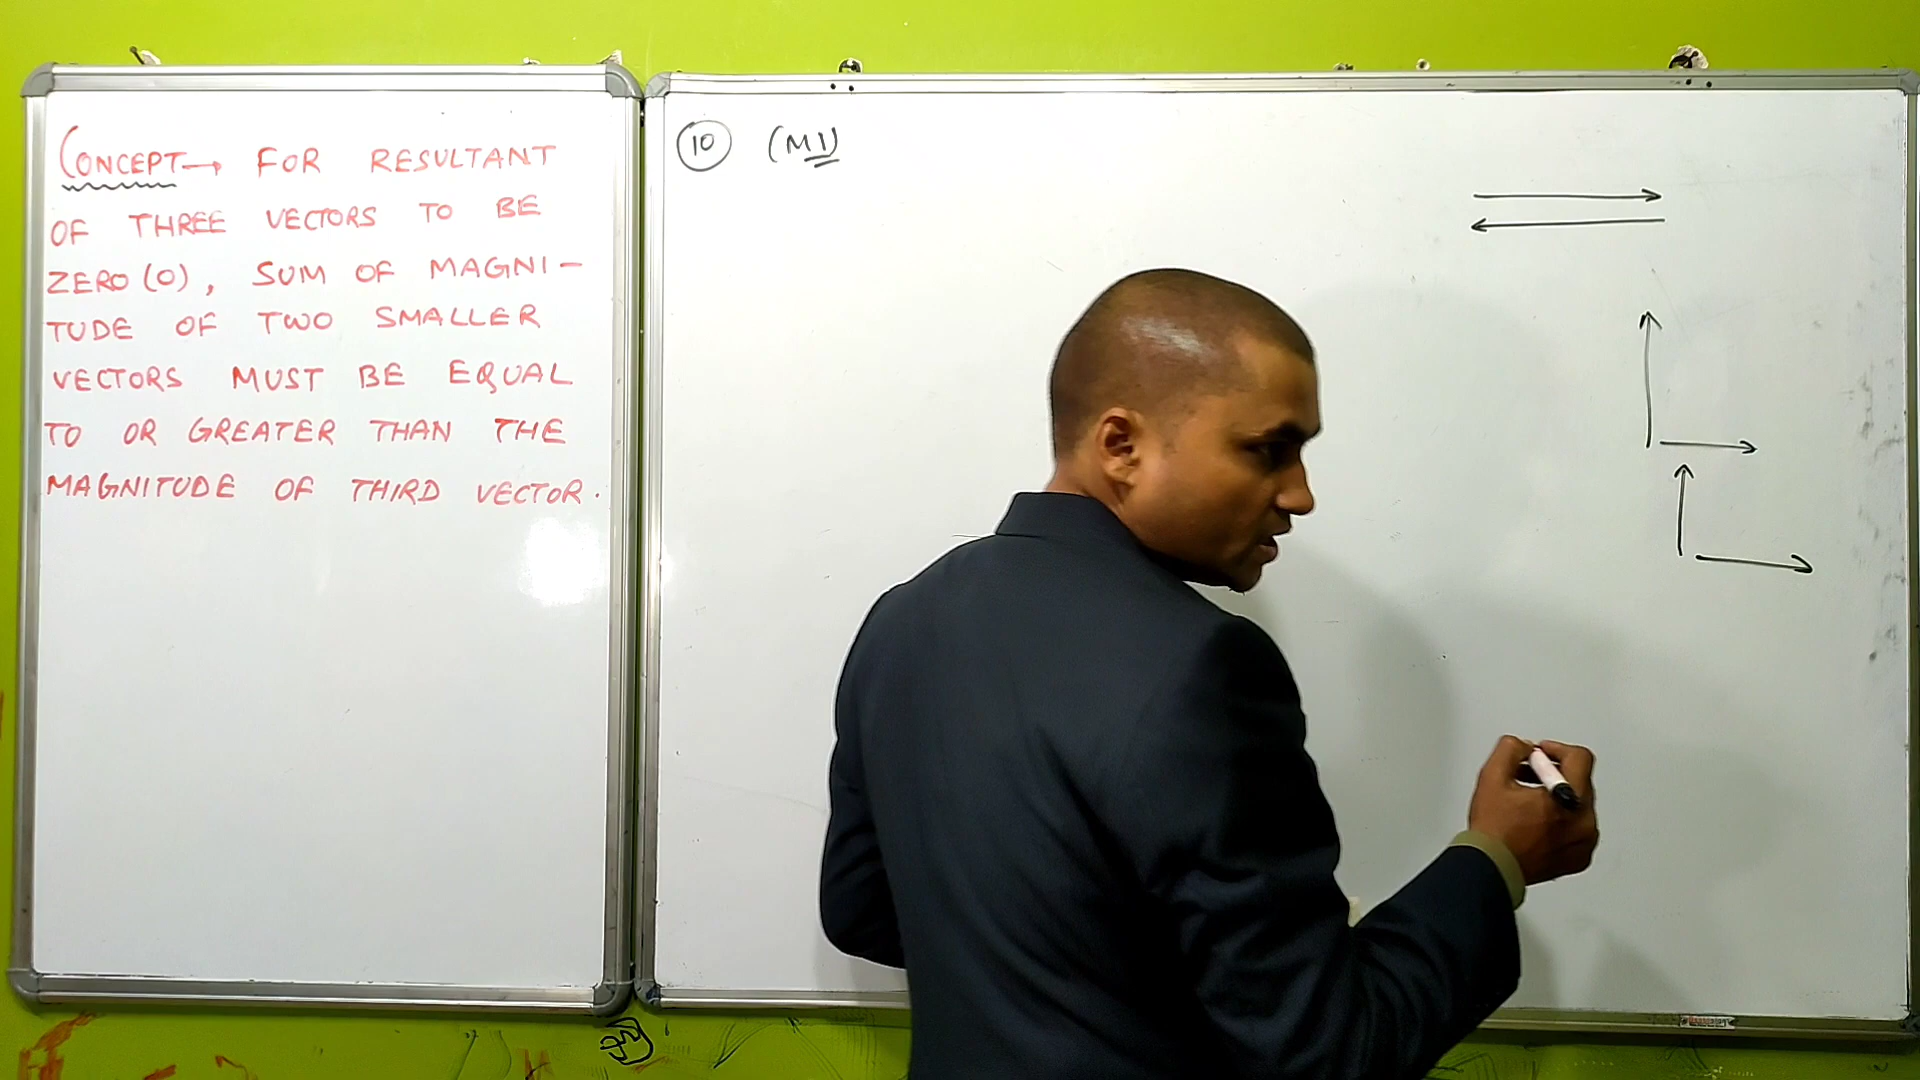 CONCEPT→ FOR RESULTANT
OF THREE VECTORS TO BE
ZERO (0), SUM OF MAGNI-
TUDE OF TWO SMALLER
VECTORS MUST BE EQUAL
TO OR GREATER THAN THE
MAGNITUDE OF THIRD VECTOR.
10 (M1)